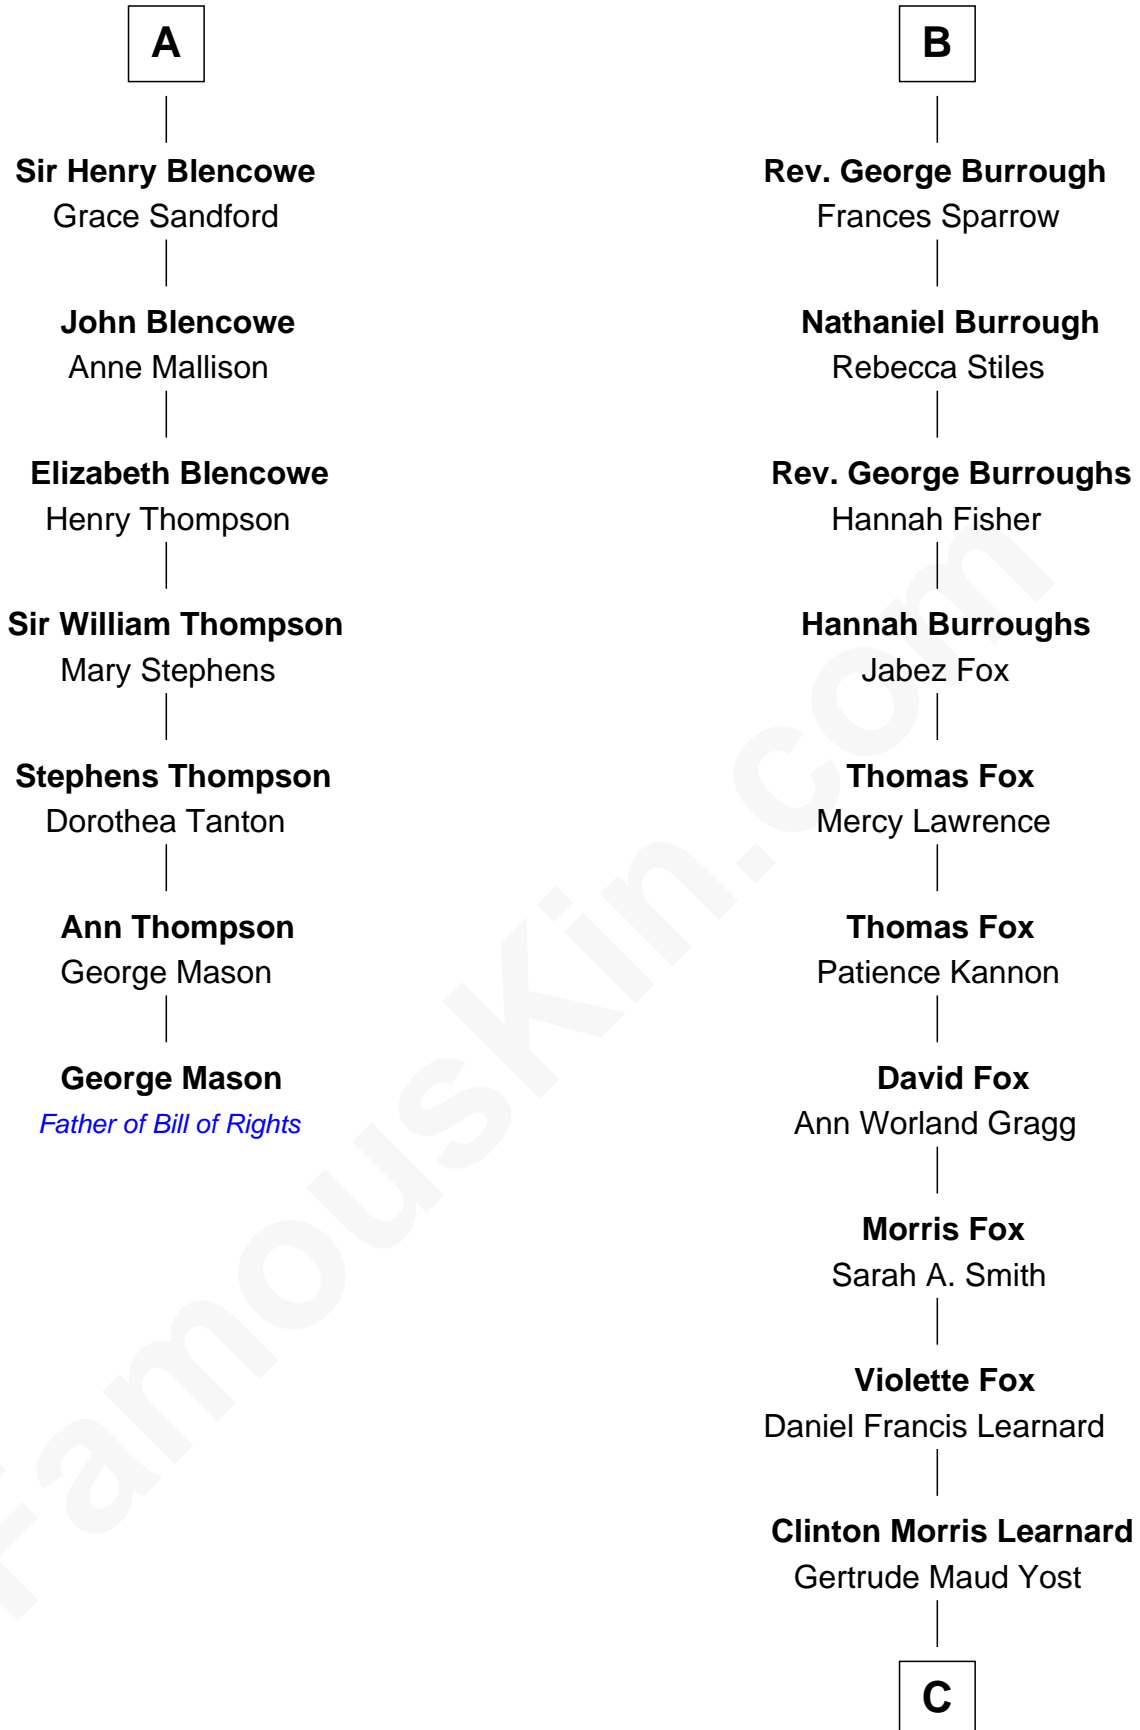 A
Sir Henry Blencowe
Grace Sandford
John Blencowe
Anne Mallison
Elizabeth Blencowe
Henry Thompson
Sir William Thompson
Mary Stephens
Stephens Thompson
Dorothea Tanton
Ann Thompson
George Mason
George Mason
Father of Bill of Rights
B
Rev. George Burrough
Frances Sparrow
Nathaniel Burrough
Rebecca Stiles
Rev. George Burroughs
Hannah Fisher
Hannah Burroughs
Jabez Fox
Thomas Fox
Mercy Lawrence
Thomas Fox
Patience Kannon
David Fox
Ann Worland Gragg
Morris Fox
Sarah A. Smith
Violette Fox
Daniel Francis Learnard
Clinton Morris Learnard
Gertrude Maud Yost
C
FamousKin.com